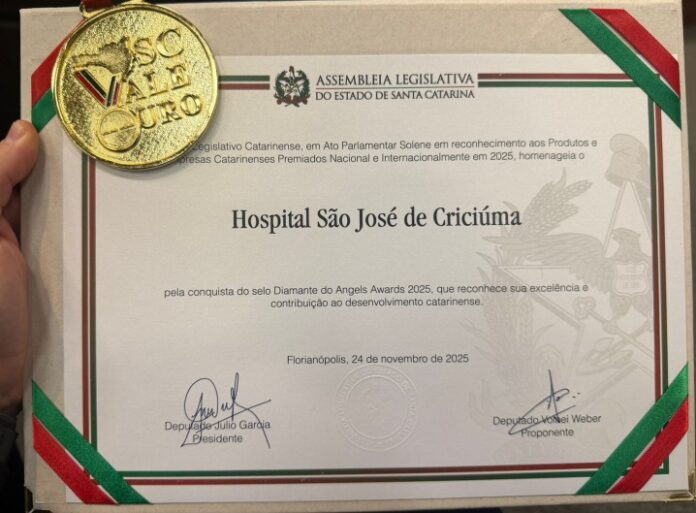 SC
VALE
OURO
ASSEMBLEIA LEGISLATIVA
DO ESTADO DE SANTA CATARINA
Legislativo Catarinense, em Ato Parlamentar Solene em reconhecimento aos Produtos e
Catarinenses Premiados Nacional e Internacionalmente em 2025, homenageia o
Hospital São José de Criciúma
pela conquista do selo Diamante do Angels Awards 2025, que reconhece sua excelência e
contribuição ao desenvolvimento catarinense.
Florianópolis, 24 de novembro de 2025
Deputado Julio Garcia
Presidente
Deputado Volnei Weber
Proponente